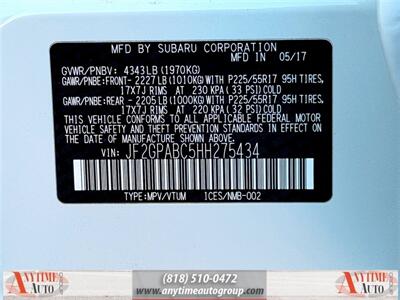 MFD. BY SUBARU CORPORATION
MFD. IN 05/17
GVWR/PNBV: 4343LB (1970KG)
GAWR/PNBE:FRONT- 2227LB (1010KG)WITH P225/55R17 95H TIRES,
17X7J RIMS AT 230 KPA (33 PSI)COLD
GAWR/PNBE:REAR - 2205LB (1000KG)WITH P225/55R17 95H TIRES,
17X7J RIMS AT 220 KPA (32 PSI)COLD
THIS VEHICLE CONFORMS TO ALL APPLICABLE
FEDERAL MOTOR VEHICLE SAFETY
STANDARDS IN EFFECT ON THE DATE OF
MANUFACTURE SHOWN ABOVE.
VIN: JF2GPABC5HH275434
TYPE:MPV/VTUM ICES/NMB-002
ANYTIME AUTO
(818) 510-0472
www.anytimeautogroup.com
ANYTIME AUTO